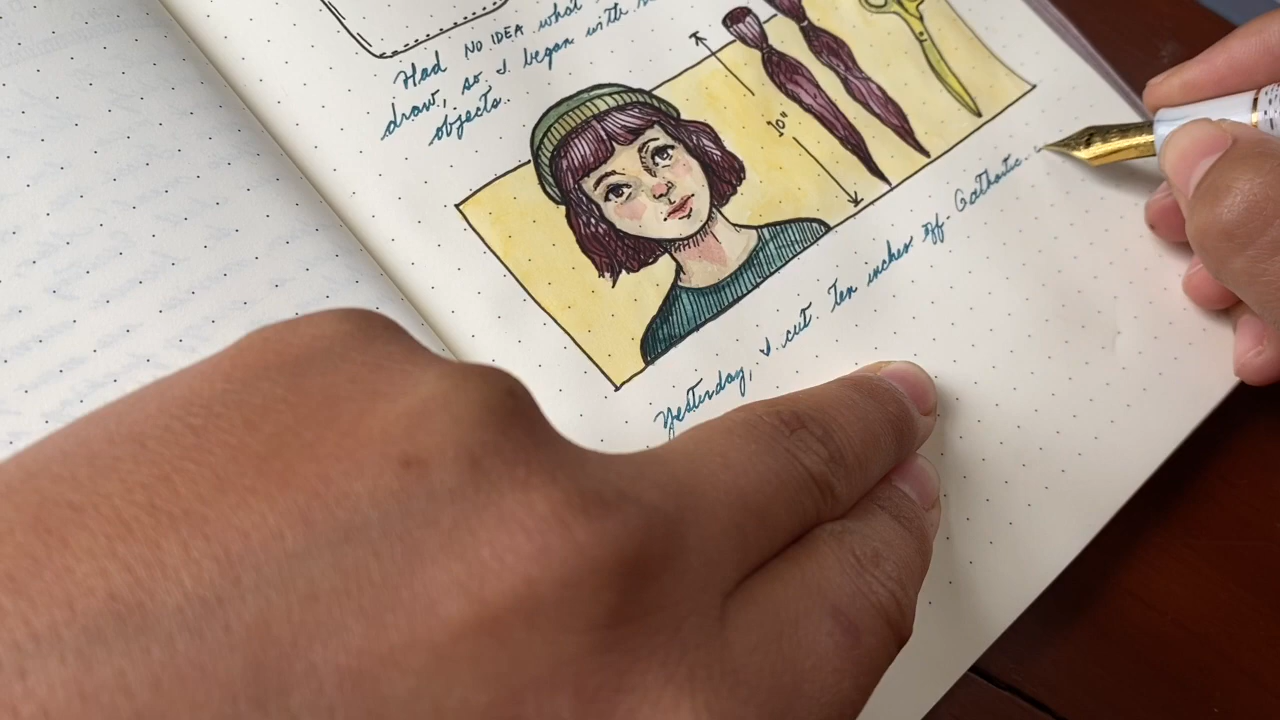 Had NO IDEA what
draw, so I began with
objects.
10"
Yesterday, I cut ten inches off. Cathartic.